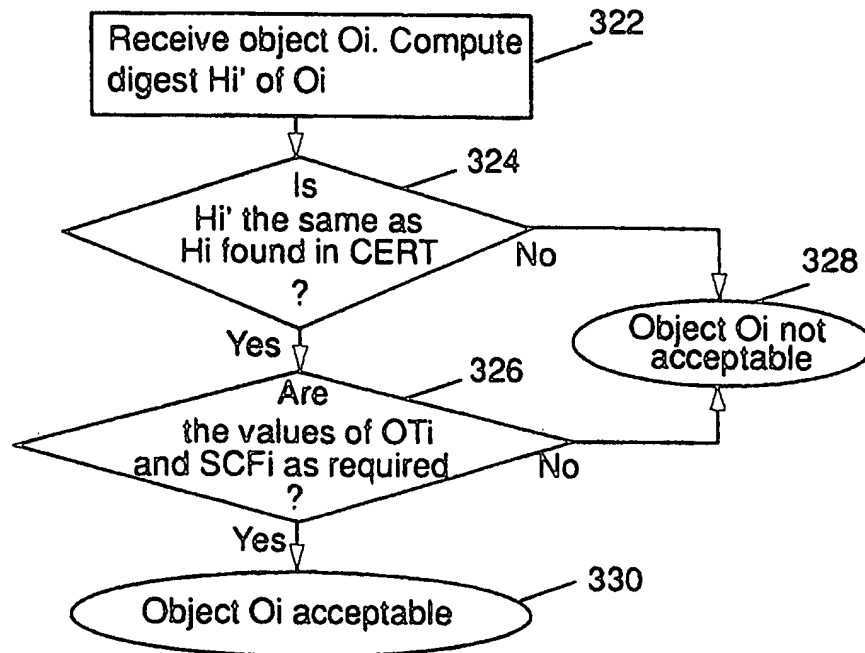 Receive object Oi. Compute
digest Hi' of Oi
322
324
Is
Hi' the same as
Hi found in CERT
?
No
Yes
328
Object Oi not
acceptable
326
Are
the values of OTi
and SCFi as required
?
No
Yes
330
Object Oi acceptable